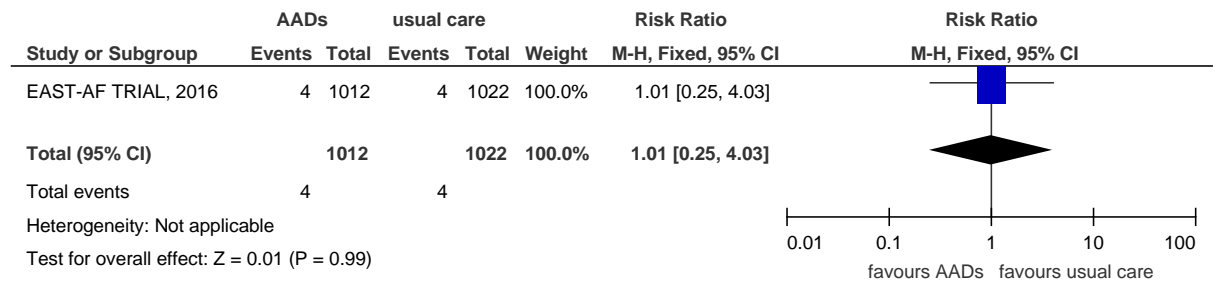 AADs usual care Risk Ratio Risk Ratio
Study or Subgroup Events Total Events Total Weight M-H, Fixed, 95% CI M-H, Fixed, 95% CI
EAST-AF TRIAL, 2016 4 1012 4 1022 100.0% 1.01 [0.25, 4.03]
Total (95% CI) 1012 1022 100.0% 1.01 [0.25, 4.03]
Total events 4 4
Heterogeneity: Not applicable
Test for overall effect: Z = 0.01 (P = 0.99)
0.01 0.1 1 10 100
favours AADs favours usual care